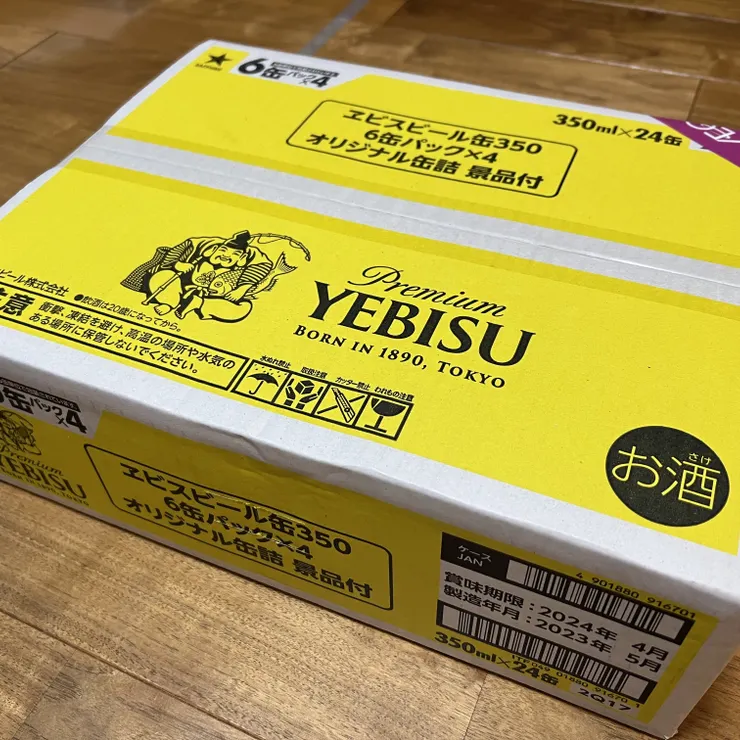 SAPPORO
6缶パック×4
350ml×24缶
ヱビスビール缶350
6缶パック×4
オリジナル缶詰 景品付
Premium
YEBISU
BORN IN 1890, TOKYO
ビール株式会社
●飲酒は20歳になってから。
意 衝撃、凍結を避け、高温の場所や水気の
ある場所に保管しないでください。
水ぬれ禁止 取扱注意 カッター禁止 われもの注意
さけ
お酒
6缶パック×4
Premium
YEBISU
ヱビスビール缶350
6缶パック×4
オリジナル缶詰 景品付
ケース
JAN
4 901880 916701
賞味期限:2024年 4月
製造年月:2023年 5月
350ml×24缶
2Q17